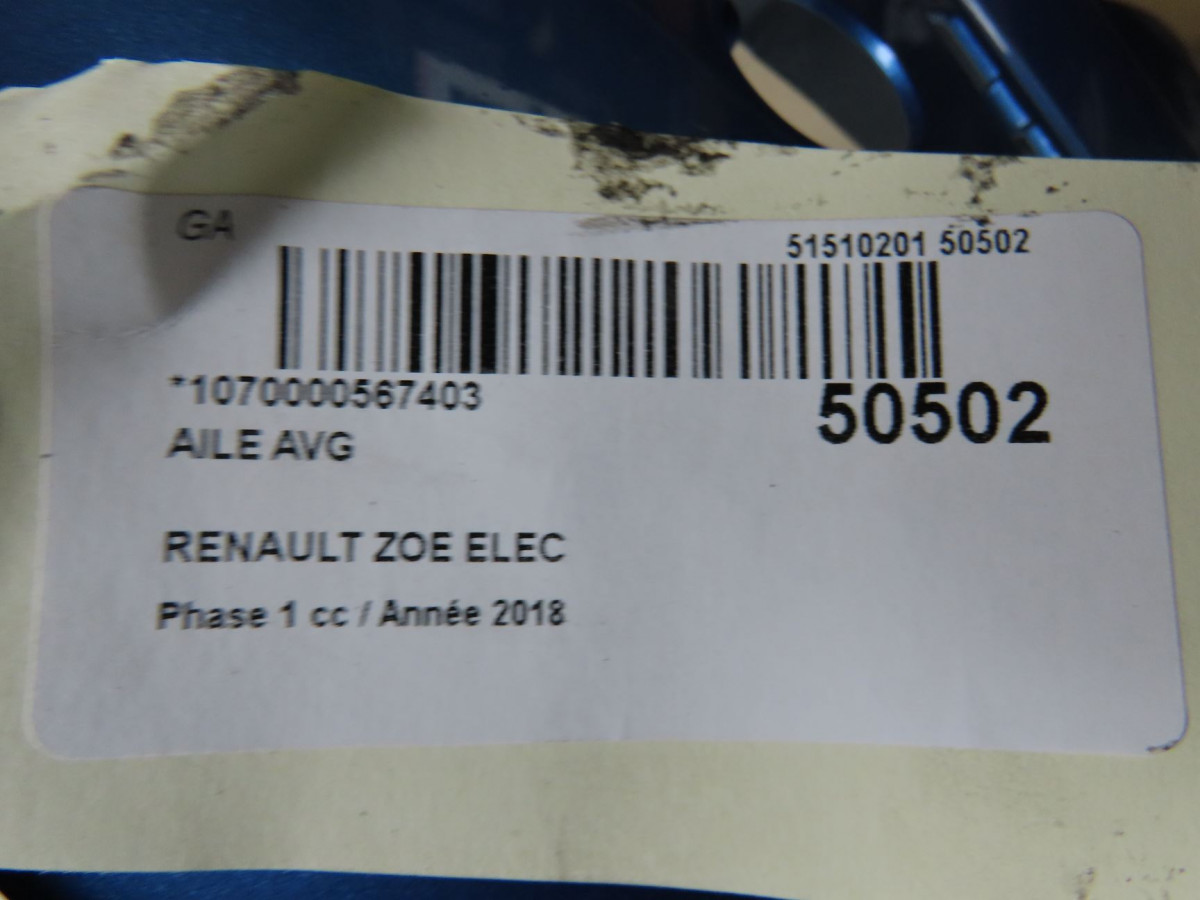 GA
51510201 50502
*1070000567403
50502
AILE AVG
RENAULT ZOE ELEC
Phase 1 cc / Année 2018